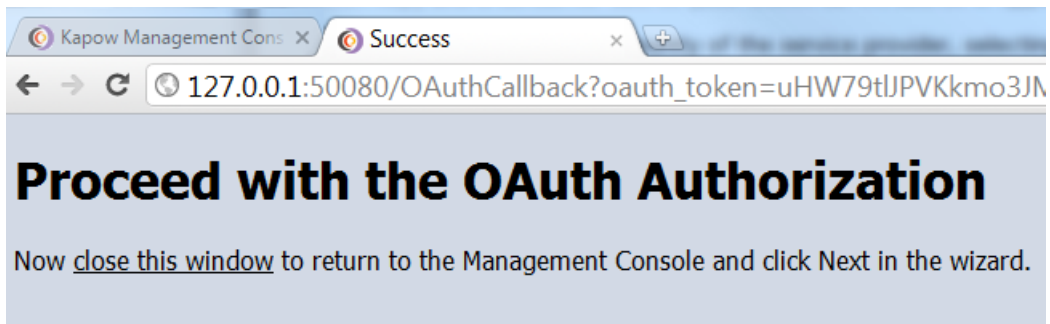 Kapow Management Cons
Success
127.0.0.1:50080/OAuthCallback?oauth_token=uHW79tlJPVKkmo3JM
Proceed with the OAuth Authorization
Now close this window to return to the Management Console and click Next in the wizard.